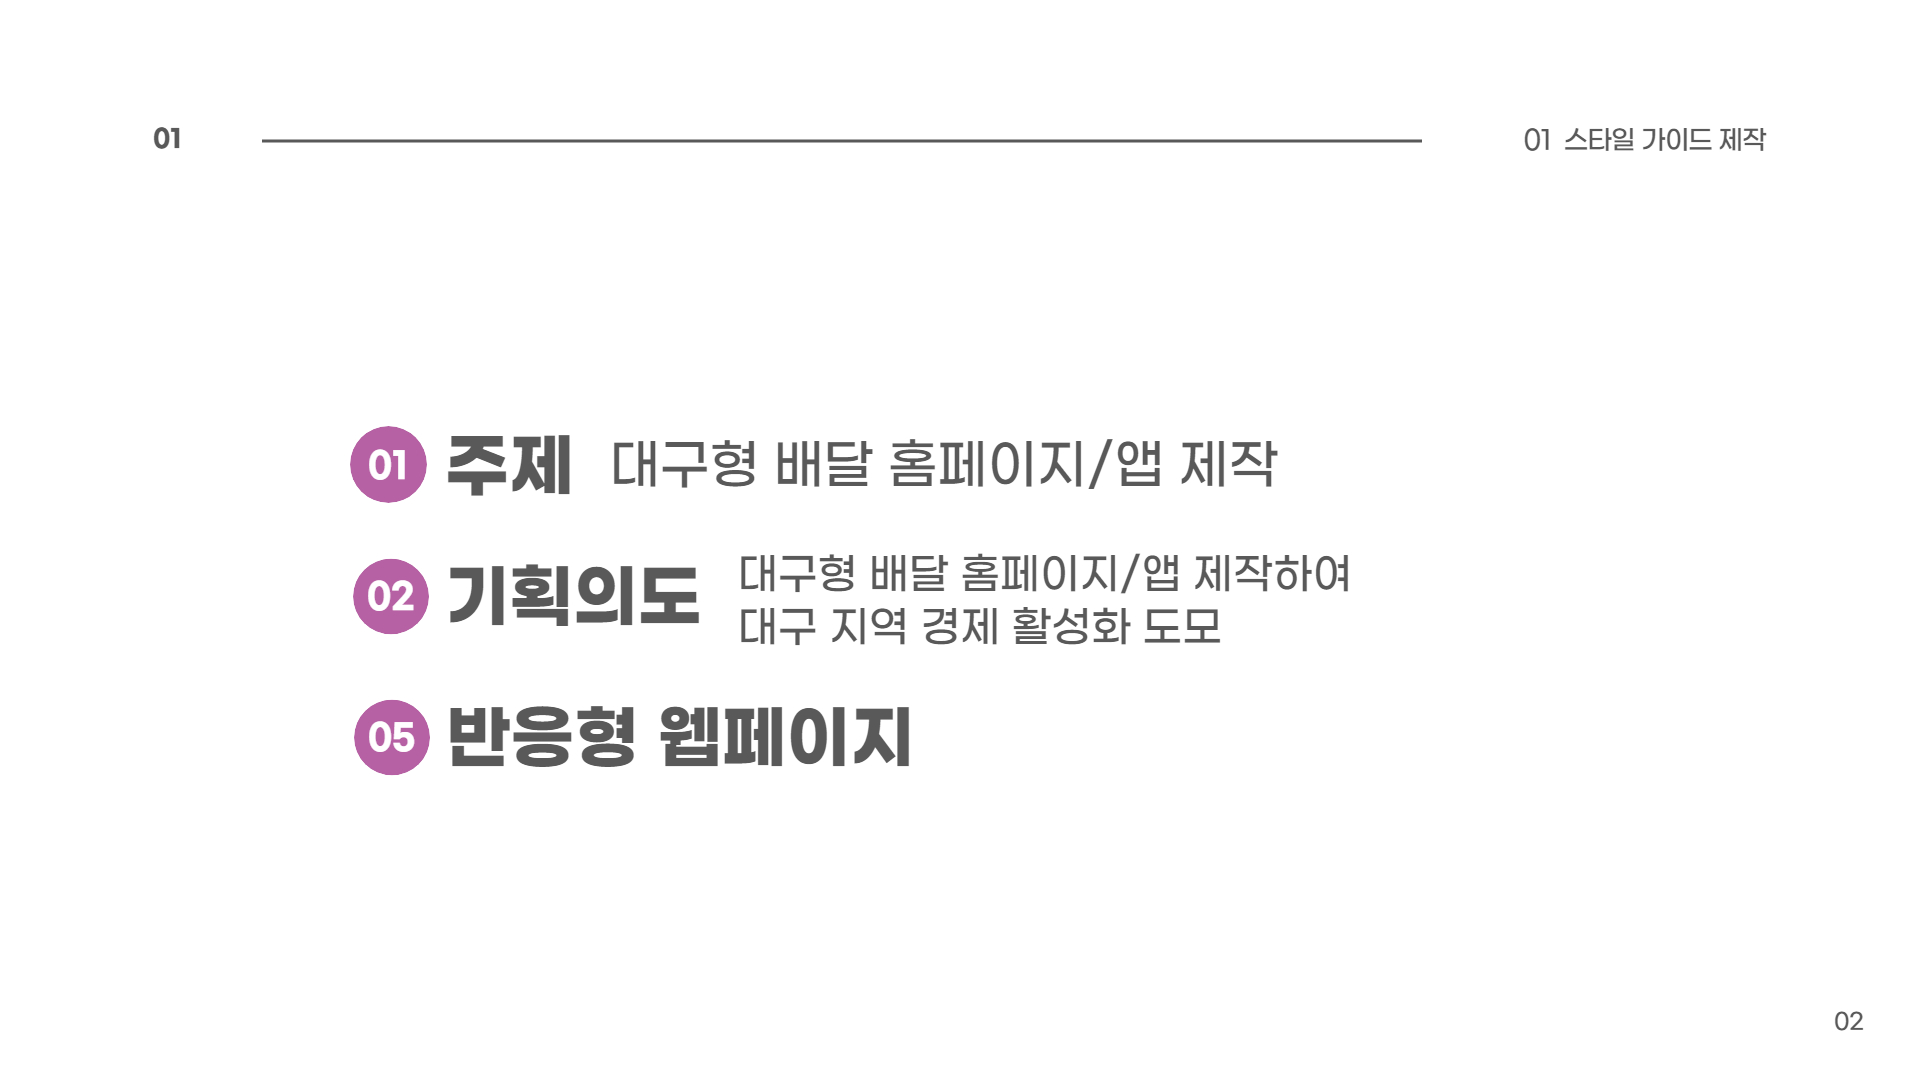 01
01 스타일 가이드 제작
01 주제 대구형 배달 홈페이지/앱 제작
02 기획의도 대구형 배달 홈페이지/앱 제작하여
대구 지역 경제 활성화 도모
05 반응형 웹페이지
02